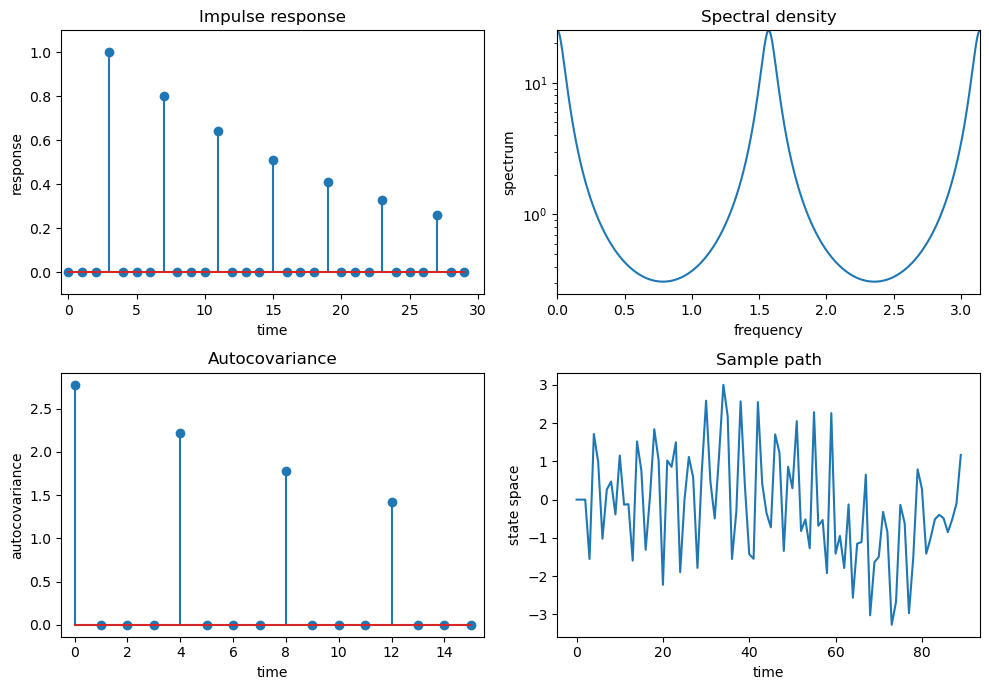 Impulse response
1.0
0.8
0.6
0.4
0.2
0.0
response
0 5 10 15 20 25 30
time
Spectral density
10¹
10⁰
spectrum
0.0 0.5 1.0 1.5 2.0 2.5 3.0
frequency
Autocovariance
2.5
2.0
1.5
1.0
0.5
0.0
autocovariance
0 2 4 6 8 10 12 14
time
Sample path
3
2
1
0
−1
−2
−3
state space
0 20 40 60 80
time